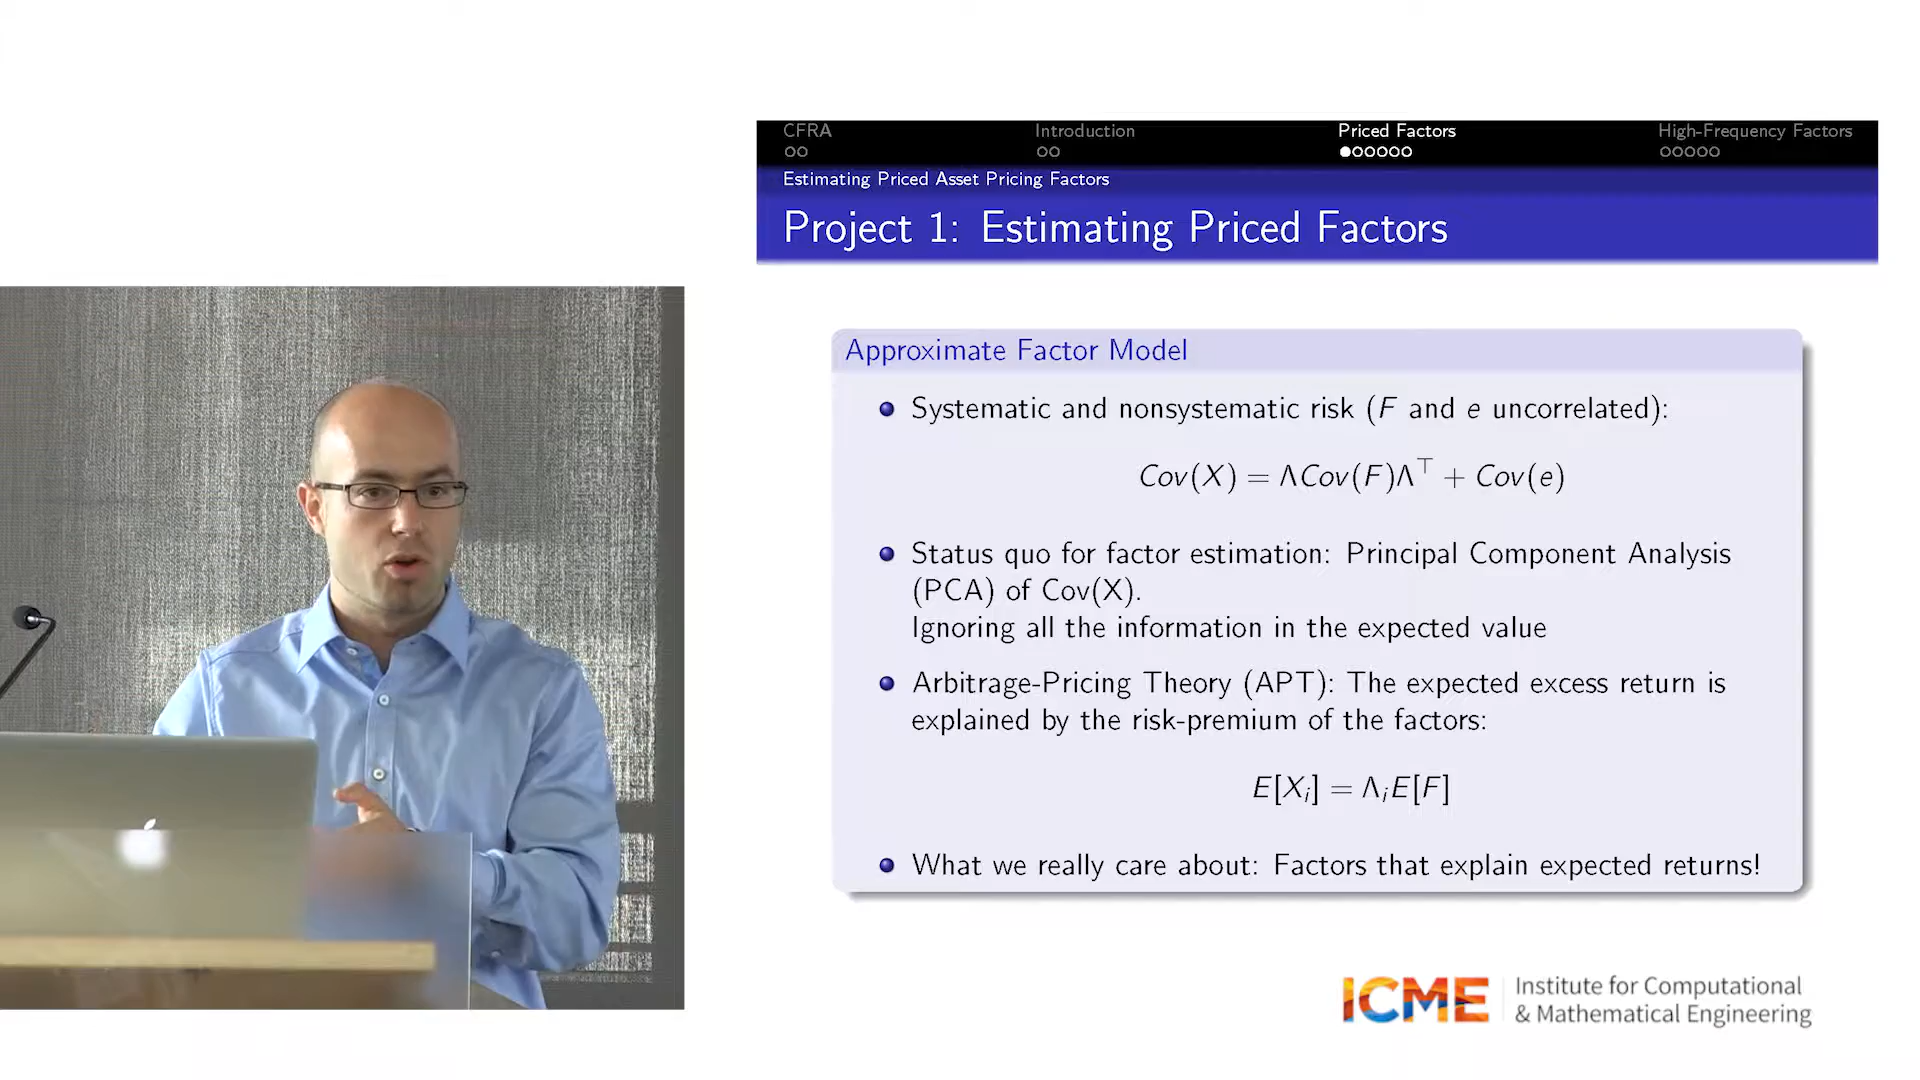 CFRA
Introduction
Priced Factors
High-Frequency Factors
Estimating Priced Asset Pricing Factors
Project 1: Estimating Priced Factors
Approximate Factor Model
Systematic and nonsystematic risk (F and e uncorrelated):
Cov(X) = ΛCov(F)Λ⊤ + Cov(e)
Status quo for factor estimation: Principal Component Analysis
(PCA) of Cov(X).
Ignoring all the information in the expected value
Arbitrage-Pricing Theory (APT): The expected excess return is
explained by the risk-premium of the factors:
E[Xᵢ] = ΛᵢE[F]
What we really care about: Factors that explain expected returns!
ICME
Institute for Computational
& Mathematical Engineering